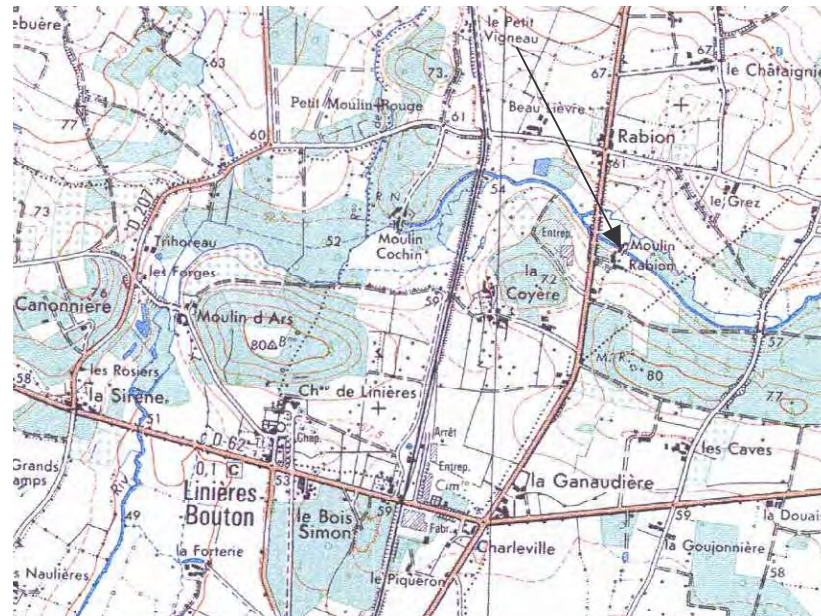 le Petit
Vigneau
67
63
le Châtaignie
73
67
77
Petit Moulin Rouge
Beau Lièvre
61
60
Rabion
61
54
D 207
le Grez
73
52
Trihoreau
Moulin
Cochin
Entrep.
Moulin
Rabion
les Forges
la
Coyère
72
59
Canonnière
76
Moulin d'Ars
57
80
B
80
77
les Rosiers
58
la Sirène
Chau de Linières
51
D 62
Chap.
Arrêt
les Caves
Grands
0,1 C
53
Entrep.
Cim.
la Ganaudière
Linières-
Bouton
49
le Bois
Simon
59
Fabr.
59
la Douais
Charleville
la Forterie
la Goujonnière
58
Naulières
le Piqueron